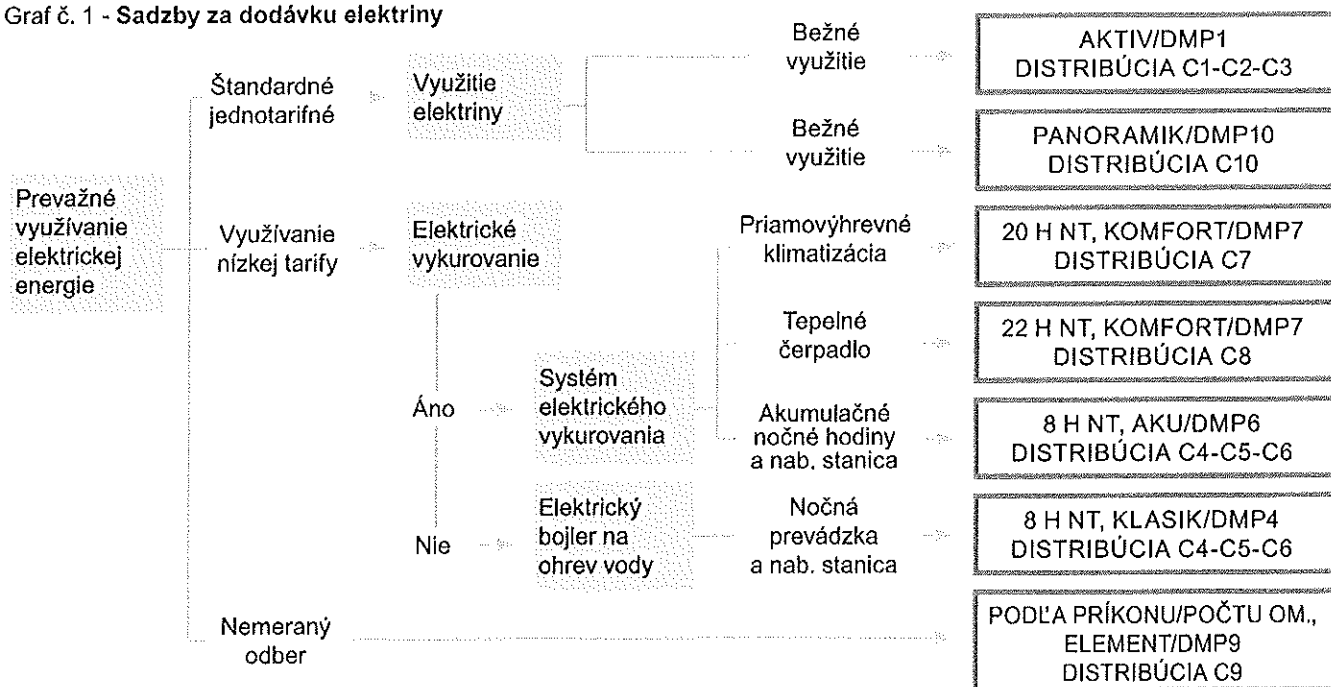 Graf č. 1 - Sadzby za dodávku elektriny
Prevažné
využívanie
elektrickej
energie
Štandardné
jednotarifné
Využitie
elektriny
Bežné
využitie
AKTIV/DMP1
DISTRIBÚCIA C1-C2-C3
Bežné
využitie
PANORAMIK/DMP10
DISTRIBÚCIA C10
Využívanie
nízkej tarify
Elektrické
vykurovanie
Áno
Systém
elektrického
vykurovania
Priamovýhrevné
klimatizácia
20 H NT, KOMFORT/DMP7
DISTRIBÚCIA C7
Tepelné
čerpadlo
22 H NT, KOMFORT/DMP7
DISTRIBÚCIA C8
Akumulačné
nočné hodiny
a nab. stanica
8 H NT, AKU/DMP6
DISTRIBÚCIA C4-C5-C6
Nie
Elektrický
bojler na
ohrev vody
Nočná
prevádzka
a nab. stanica
8 H NT, KLASIK/DMP4
DISTRIBÚCIA C4-C5-C6
Nemeraný
odber
PODĽA PRÍKONU/POČTU OM.,
ELEMENT/DMP9
DISTRIBÚCIA C9